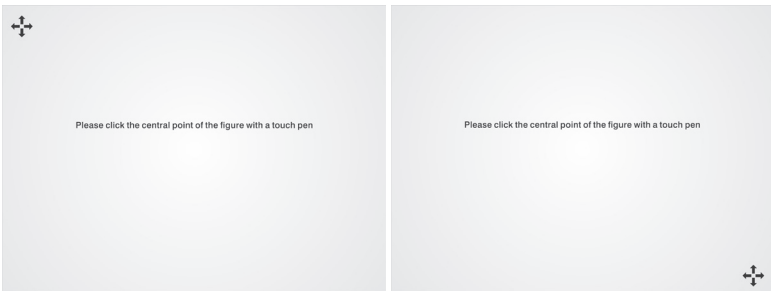 Please click the central point of the figure with a touch pen
Please click the central point of the figure with a touch pen